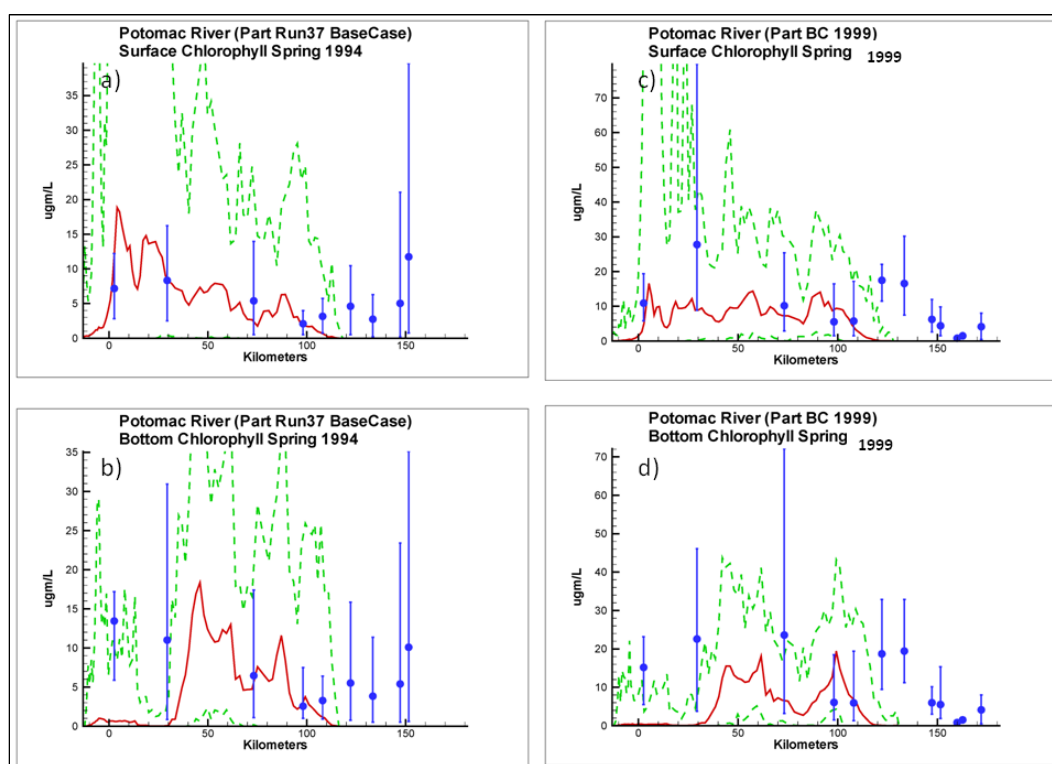 Potomac River (Part Run37 BaseCase)
Surface Chlorophyll Spring 1994
a)
35
30
25
20
15
10
5
0
ugm/L
0 50 100 150
Kilometers
Potomac River (Part BC 1999)
Surface Chlorophyll Spring 1999
c)
70
60
50
40
30
20
10
0
ugm/L
0 50 100 150
Kilometers
Potomac River (Part Run37 BaseCase)
Bottom Chlorophyll Spring 1994
b)
35
30
25
20
15
10
5
0
ugm/L
0 50 100 150
Kilometers
Potomac River (Part BC 1999)
Bottom Chlorophyll Spring 1999
d)
70
60
50
40
30
20
10
0
ugm/L
0 50 100 150
Kilometers